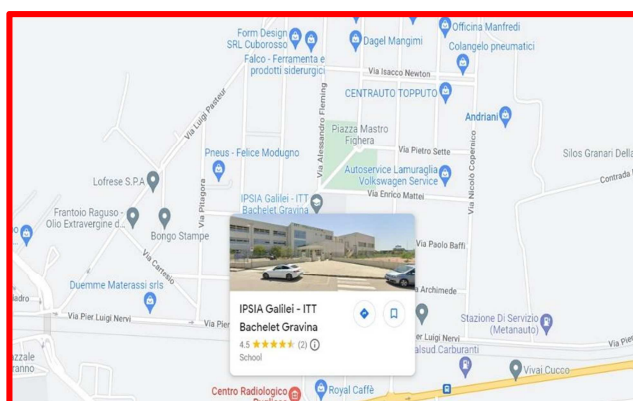 Form Design
SRL Cuborosso
Dagel Mangimi
Officina Manfredi
Colangelo pneumatici
Falco - Ferramenta e
prodotti siderurgici
Via Isacco Newton
Via Luigi Pasteur
Via Alessandro Fleming
CENTRAUTO TOPPUTO
Andriani
Piazza Mastro
Fighera
Via Pietro Sette
Via Nicolo Copernico
Silos Granari Della
Pneus - Felice Modugno
Autoservice Lamuraglia
Volkswagen Service
Contrada
Lofrese S.P.A
Via Pitagora
IPSIA Galilei - ITT
Bachelet Gravina
Via Enrico Mattei
Frantoio Raguso -
Olio Extravergine d...
Bongo Stampe
Via Paolo Baffi
Via Cartesio
Duemme Materassi srls
Archimede
IPSIA Galilei - ITT
Bachelet Gravina
4.5 (2)
School
Stazione Di Servizio
(Metanauto)
Via Pier Luigi Nervi
Via Pier
Luigi Nervi
Via Pie
alsud Carburanti
Vivai Cucco
Centro Radiologico
Royal Caffè